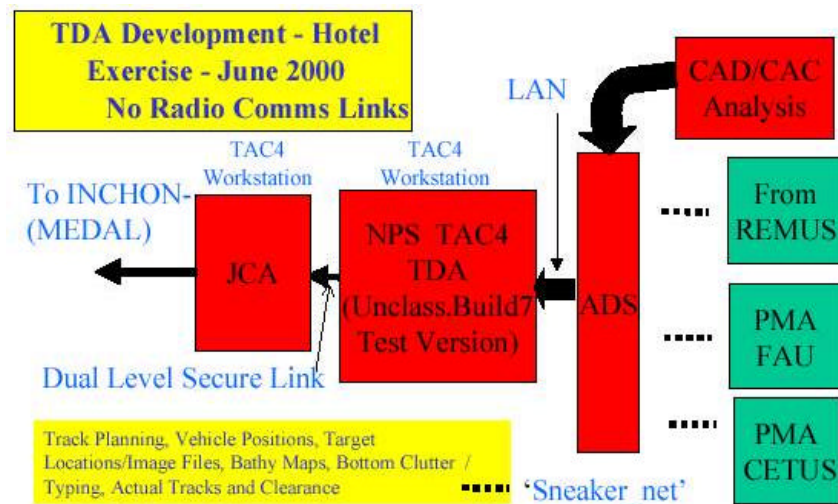 TDA Development - Hotel
Exercise - June 2000
No Radio Comms Links
LAN
CAD/CAC
Analysis
TAC4
Workstation
TAC4
Workstation
To INCHON-
(MEDAL)
JCA
NPS TAC4
TDA
(Unclass.Build7
Test Version)
ADS
From
REMUS
PMA
FAU
PMA
CETUS
Dual Level Secure Link
Track Planning, Vehicle Positions, Target
Locations/Image Files, Bathy Maps, Bottom Clutter /
Typing, Actual Tracks and Clearance
'Sneaker net'